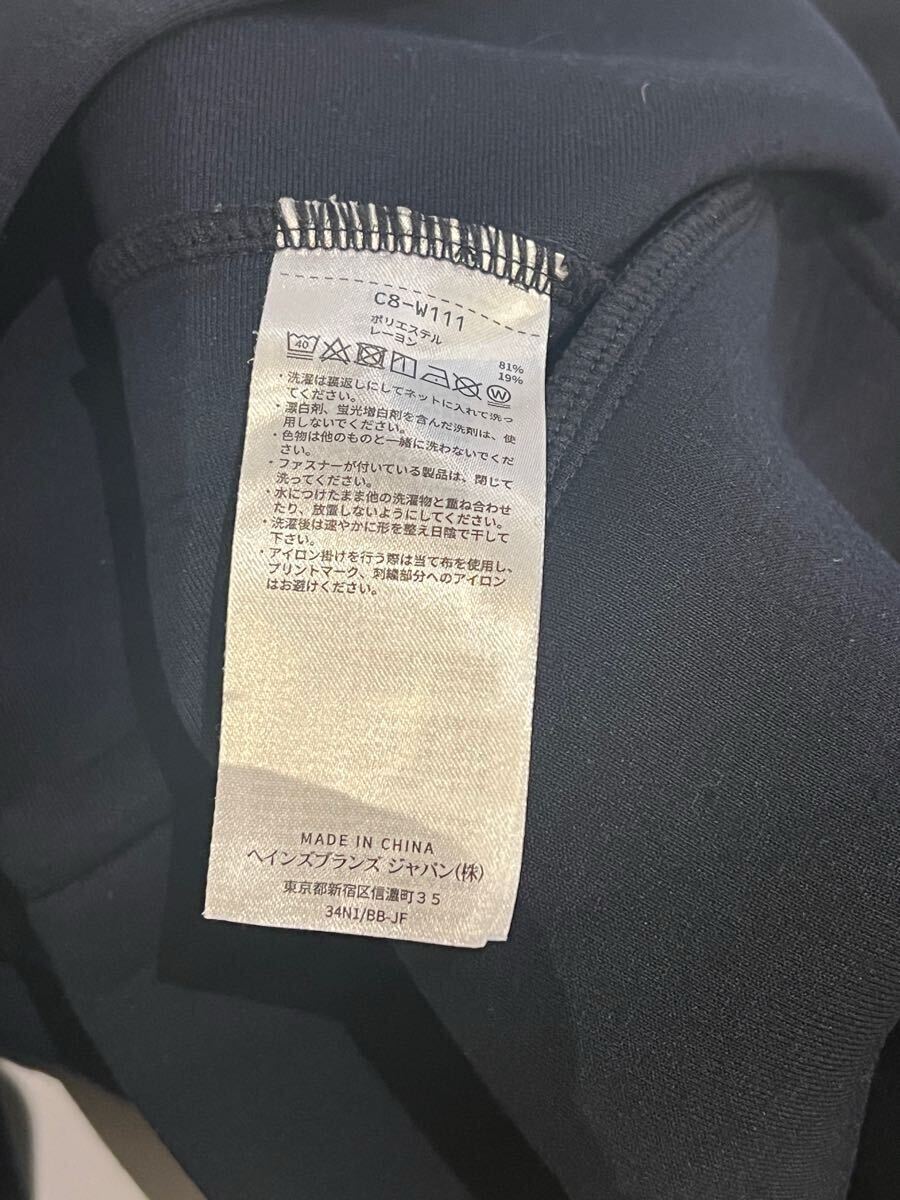 C8-W111
ポリエステル 81%
レーヨン 19%
40
W
・洗濯は裏返しにしてネットに入れて洗っ
てください。
・漂白剤、蛍光増白剤を含んだ洗剤は、使
用しないでください。
・色物は他のものと一緒に洗わないでくだ
さい。
・ファスナーが付いている製品は、閉じて
洗ってください。
・水につけたまま他の洗濯物と重ね合わせ
たり、放置しないようにしてください。
・洗濯後は速やかに形を整え日陰で干して
下さい。
・アイロン掛けを行う際は当て布を使用し、
プリントマーク、刺繍部分へのアイロン
はお避けください。
MADE IN CHINA
ヘインズブランズ ジャパン(株)
東京都新宿区信濃町35
34N1/BB-JF